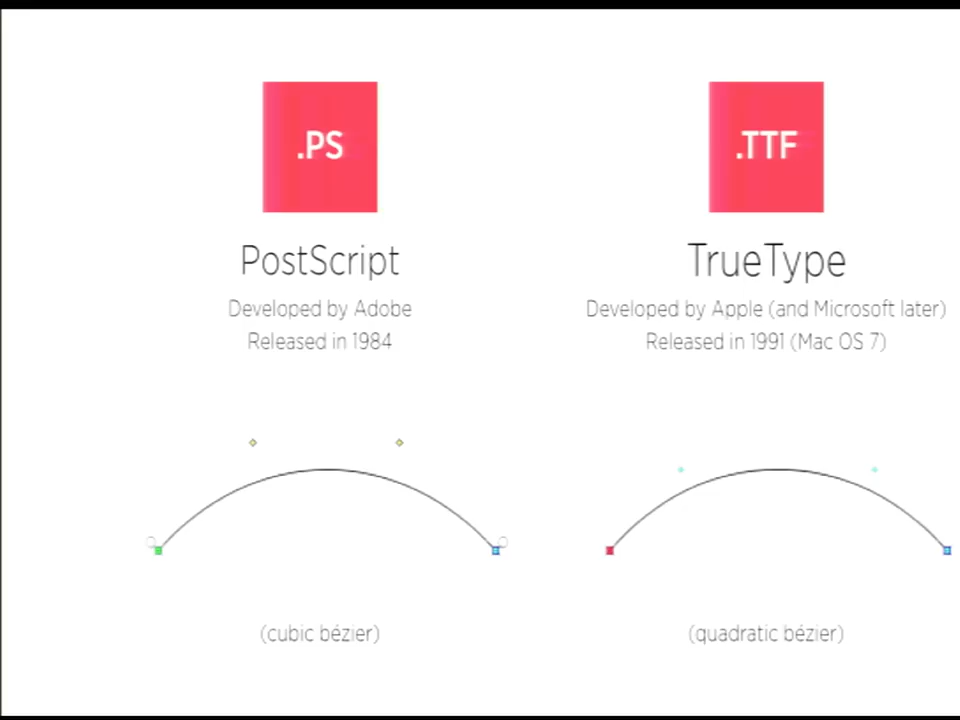 .PS
PostScript
Developed by Adobe
Released in 1984
(cubic bézier)
.TTF
TrueType
Developed by Apple (and Microsoft later)
Released in 1991 (Mac OS 7)
(quadratic bézier)